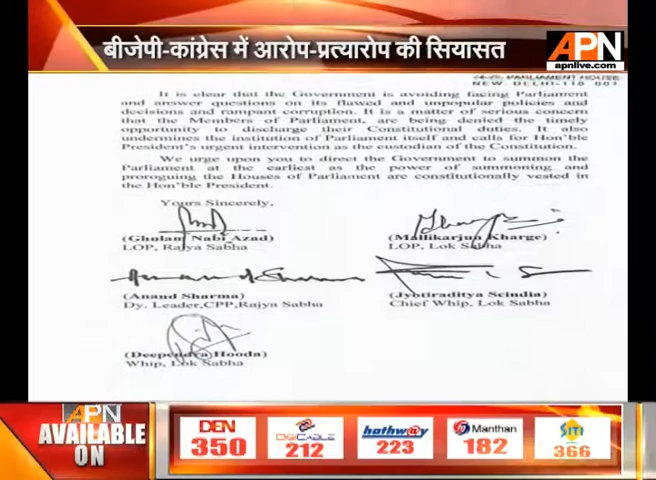 बीजेपी-कांग्रेस में आरोप-प्रत्यारोप की सियासत
APN
apnlive.com
24-25, PARLIAMENT HOUSE
NEW DELHI-110 001
It is clear that the Government is avoiding facing Parliament
and answer questions on its flawed and unpopular policies and
decisions and rampant corruption. It is a matter of serious concern
that the Members of Parliament, are being denied the timely
opportunity to discharge their Constitutional duties. It also
undermines the institution of Parliament itself and calls for Hon'ble
President's urgent intervention as the custodian of the Constitution.
We urge upon you to direct the Government to summon the
Parliament at the earliest as the power of summoning and
proroguing the Houses of Parliament are constitutionally vested in
the Hon'ble President.
Yours Sincerely,
(Ghulam Nabi Azad) (Mallikarjun Kharge)
LOP, Rajya Sabha LOP, Lok Sabha
(Anand Sharma) (Jyotiraditya Scindia)
Dy. Leader,CPP,Rajya Sabha Chief Whip, Lok Sabha
(Deepender Hooda)
Whip, Lok Sabha
APN
AVAILABLE
ON
DEN
350
DIGICABLE
212
hathway
223
Manthan
182
SITI
366
APN